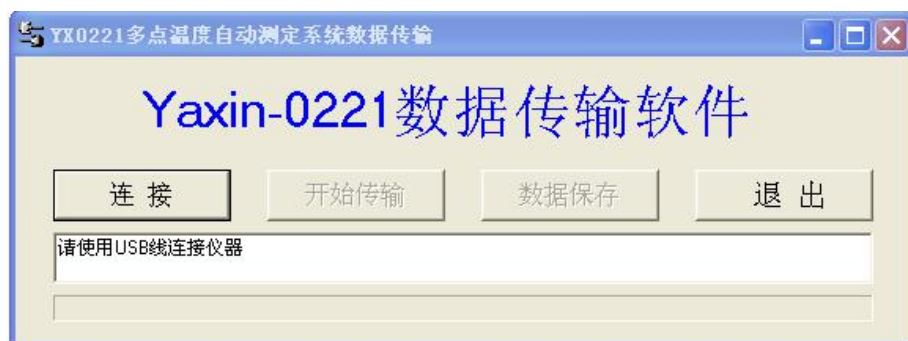 YX0221多点温度自动测定系统数据传输
Yaxin-0221数据传输软件
连 接 开始传输 数据保存 退 出
请使用USB线连接仪器